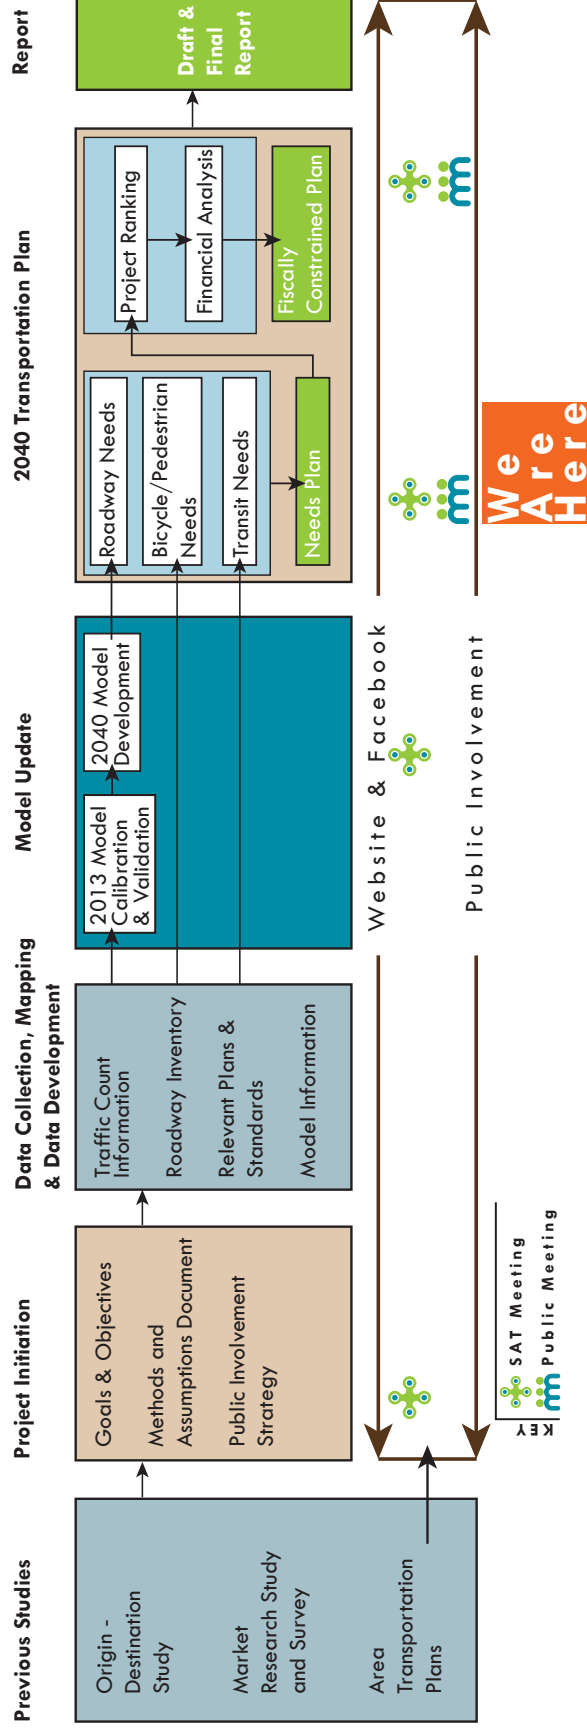 Previous Studies
Origin -
Destination
Study
Market
Research Study
and Survey
Area
Transportation
Plans
Project Initiation
Goals & Objectives
Methods and
Assumptions Document
Public Involvement
Strategy
Data Collection, Mapping
& Data Development
Traffic Count
Information
Roadway Inventory
Relevant Plans &
Standards
Model Information
Model Update
2013 Model
Calibration
& Validation
2040 Model
Development
2040 Transportation Plan
Roadway Needs
Bicycle/Pedestrian
Needs
Transit Needs
Needs Plan
Project Ranking
Financial Analysis
Fiscally
Constrained Plan
Report
Draft &
Final
Report
Website & Facebook
Public Involvement
We
Are
Here
KEY
SAT Meeting
Public Meeting